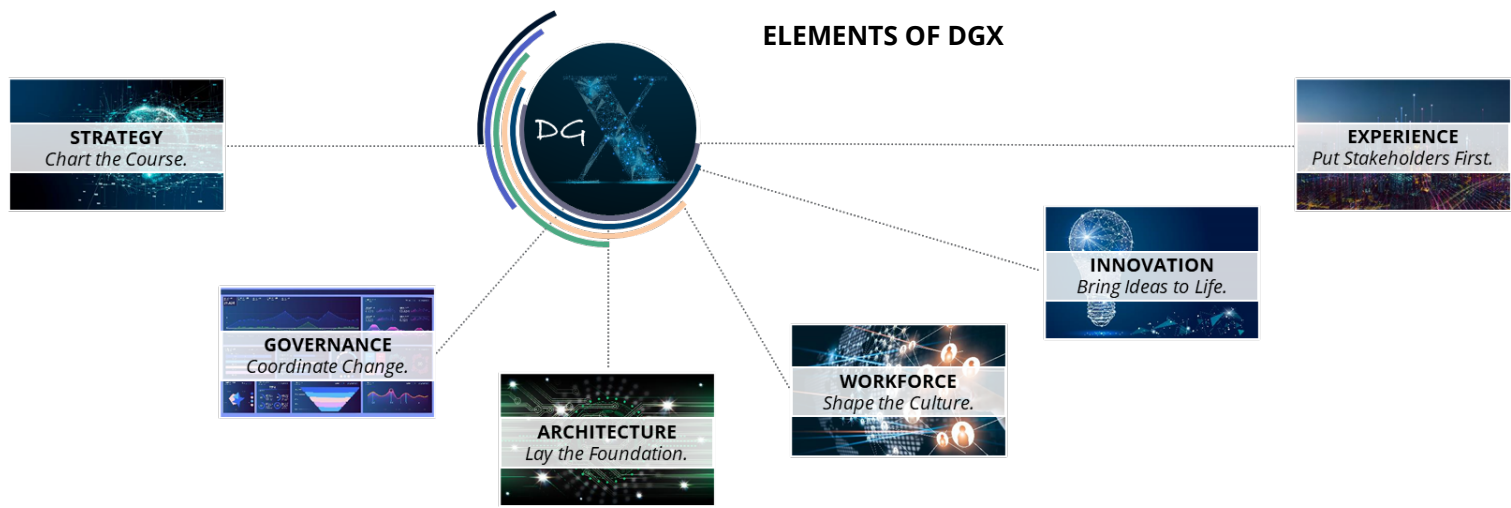 ELEMENTS OF DGX
DG X
STRATEGY
Chart the Course.
EXPERIENCE
Put Stakeholders First.
INNOVATION
Bring Ideas to Life.
GOVERNANCE
Coordinate Change.
WORKFORCE
Shape the Culture.
ARCHITECTURE
Lay the Foundation.